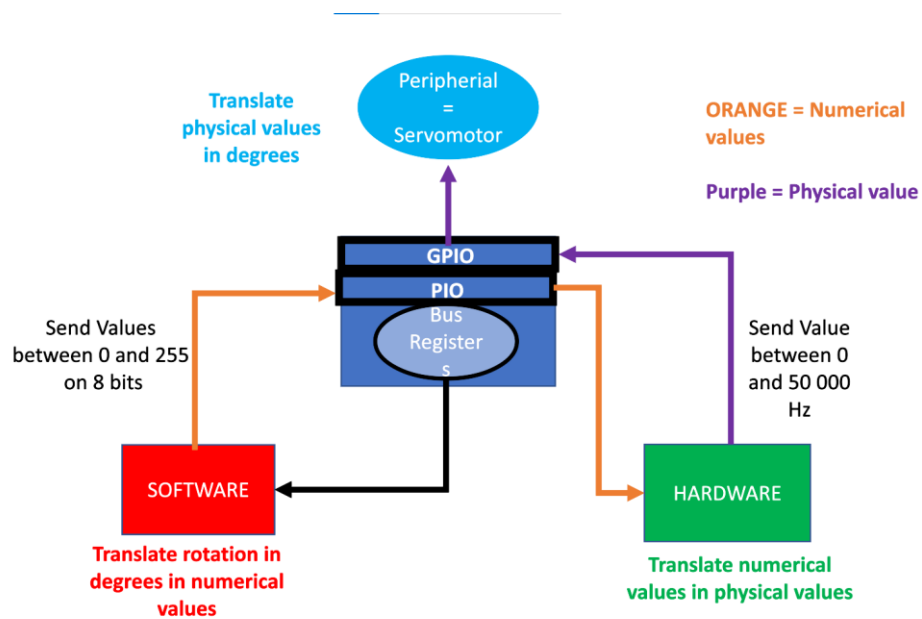 Peripherial
=
Servomotor
Translate
physical values
in degrees
ORANGE = Numerical
values
Purple = Physical value
GPIO
PIO
Bus
Register
s
Send Values
between 0 and 255
on 8 bits
Send Value
between 0
and 50 000
Hz
SOFTWARE
HARDWARE
Translate rotation in
degrees in numerical
values
Translate numerical
values in physical values